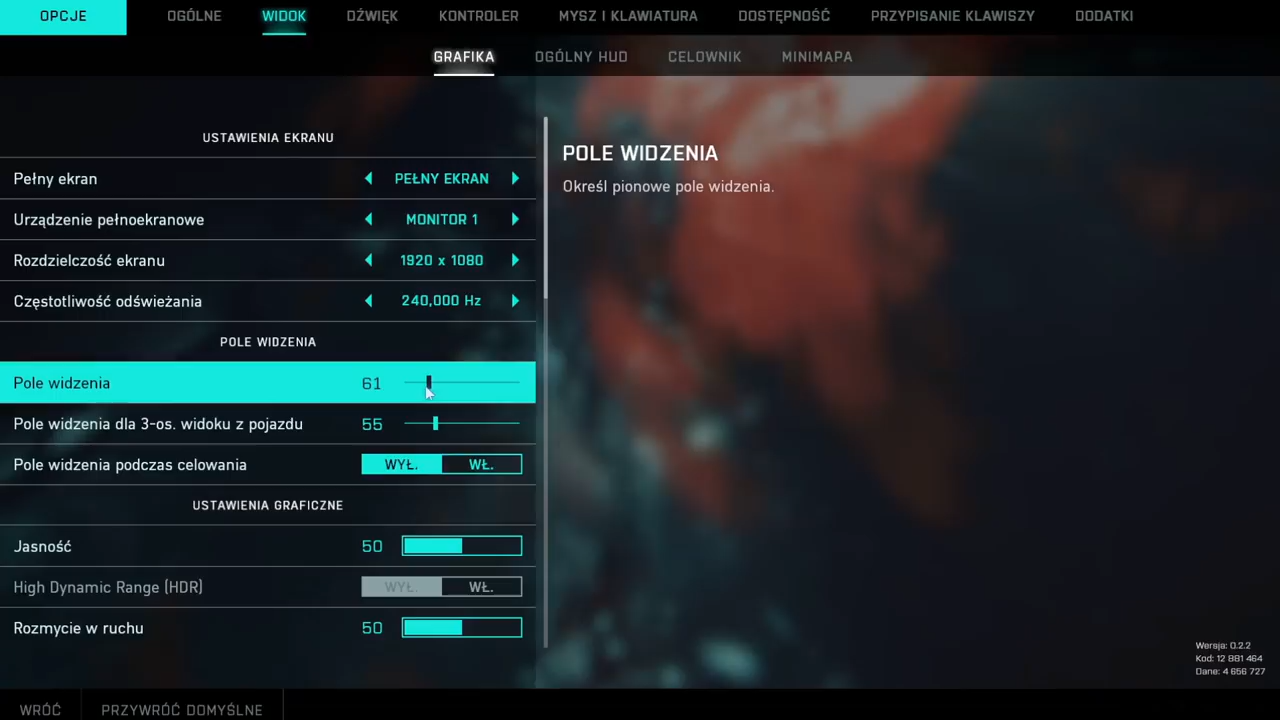 OPCJE
OGÓLNE
WIDOK
DŹWIĘK
KONTROLER
MYSZ I KLAWIATURA
DOSTĘPNOŚĆ
PRZYPISANIE KLAWISZY
DODATKI
GRAFIKA
OGÓLNY HUD
CELOWNIK
MINIMAPA
USTAWIENIA EKRANU
Pełny ekran PEŁNY EKRAN
Urządzenie pełnoekranowe MONITOR 1
Rozdzielczość ekranu 1920 x 1080
Częstotliwość odświeżania 240,000 Hz
POLE WIDZENIA
Pole widzenia 61
Pole widzenia dla 3-os. widoku z pojazdu 55
Pole widzenia podczas celowania WYŁ. WŁ.
USTAWIENIA GRAFICZNE
Jasność 50
High Dynamic Range (HDR) WYŁ. WŁ.
Rozmycie w ruchu 50
POLE WIDZENIA
Określ pionowe pole widzenia.
Wersja: 0.2.2
Kod: 12 881 464
Dane: 4 656 727
WRÓĆ
PRZYWRÓĆ DOMYŚLNE